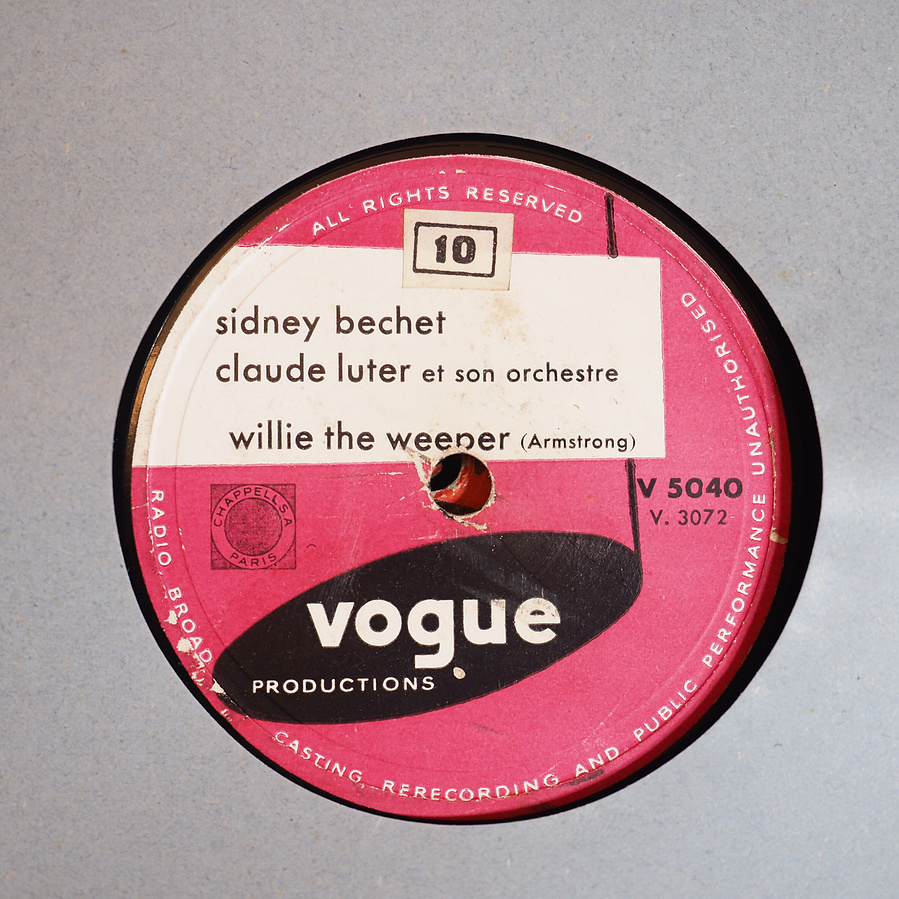 ALL RIGHTS RESERVED
10
sidney bechet
claude luter et son orchestre
willie the weeper (Armstrong)
V 5040
V. 3072
CHAPPELL S.A
PARIS
vogue
PRODUCTIONS
RADIO BROAD
CASTING, RERECORDING AND PUBLIC PERFORMANCE UNAUTHORISED